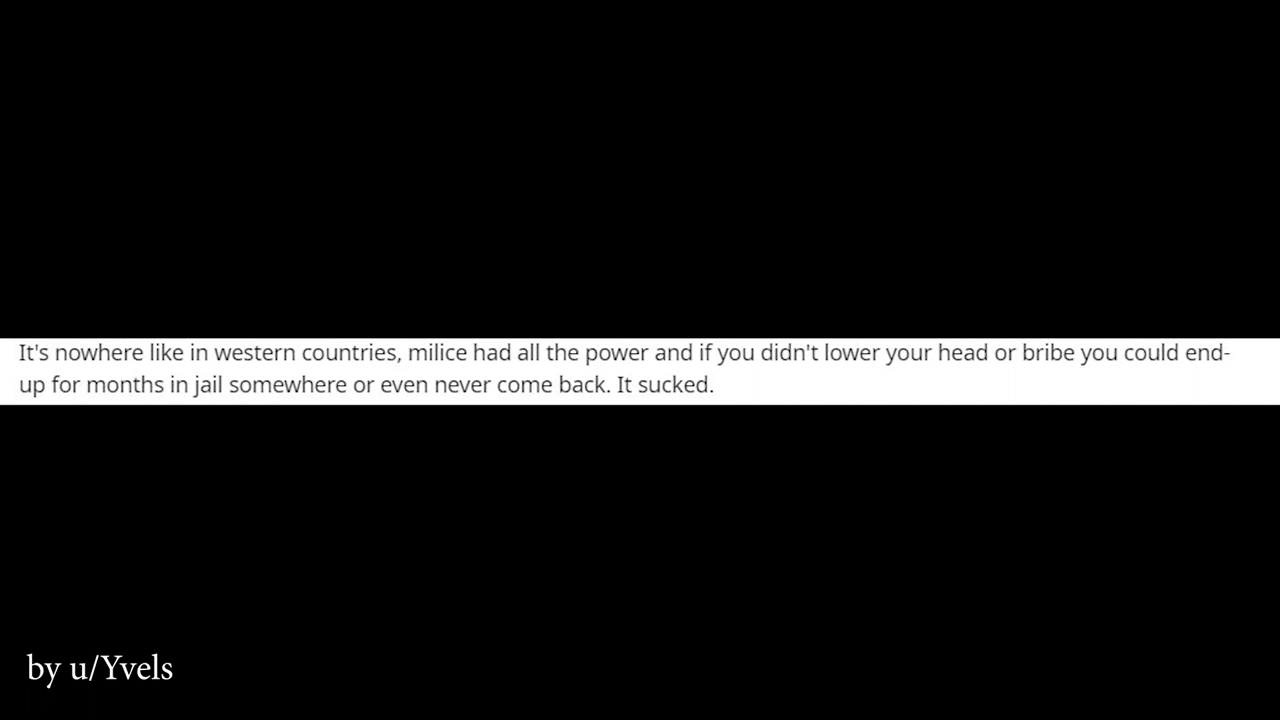 It's nowhere like in western countries, milice had all the power and if you didn't lower your head or bribe you could end-
up for months in jail somewhere or even never come back. It sucked.
by u/Yvels